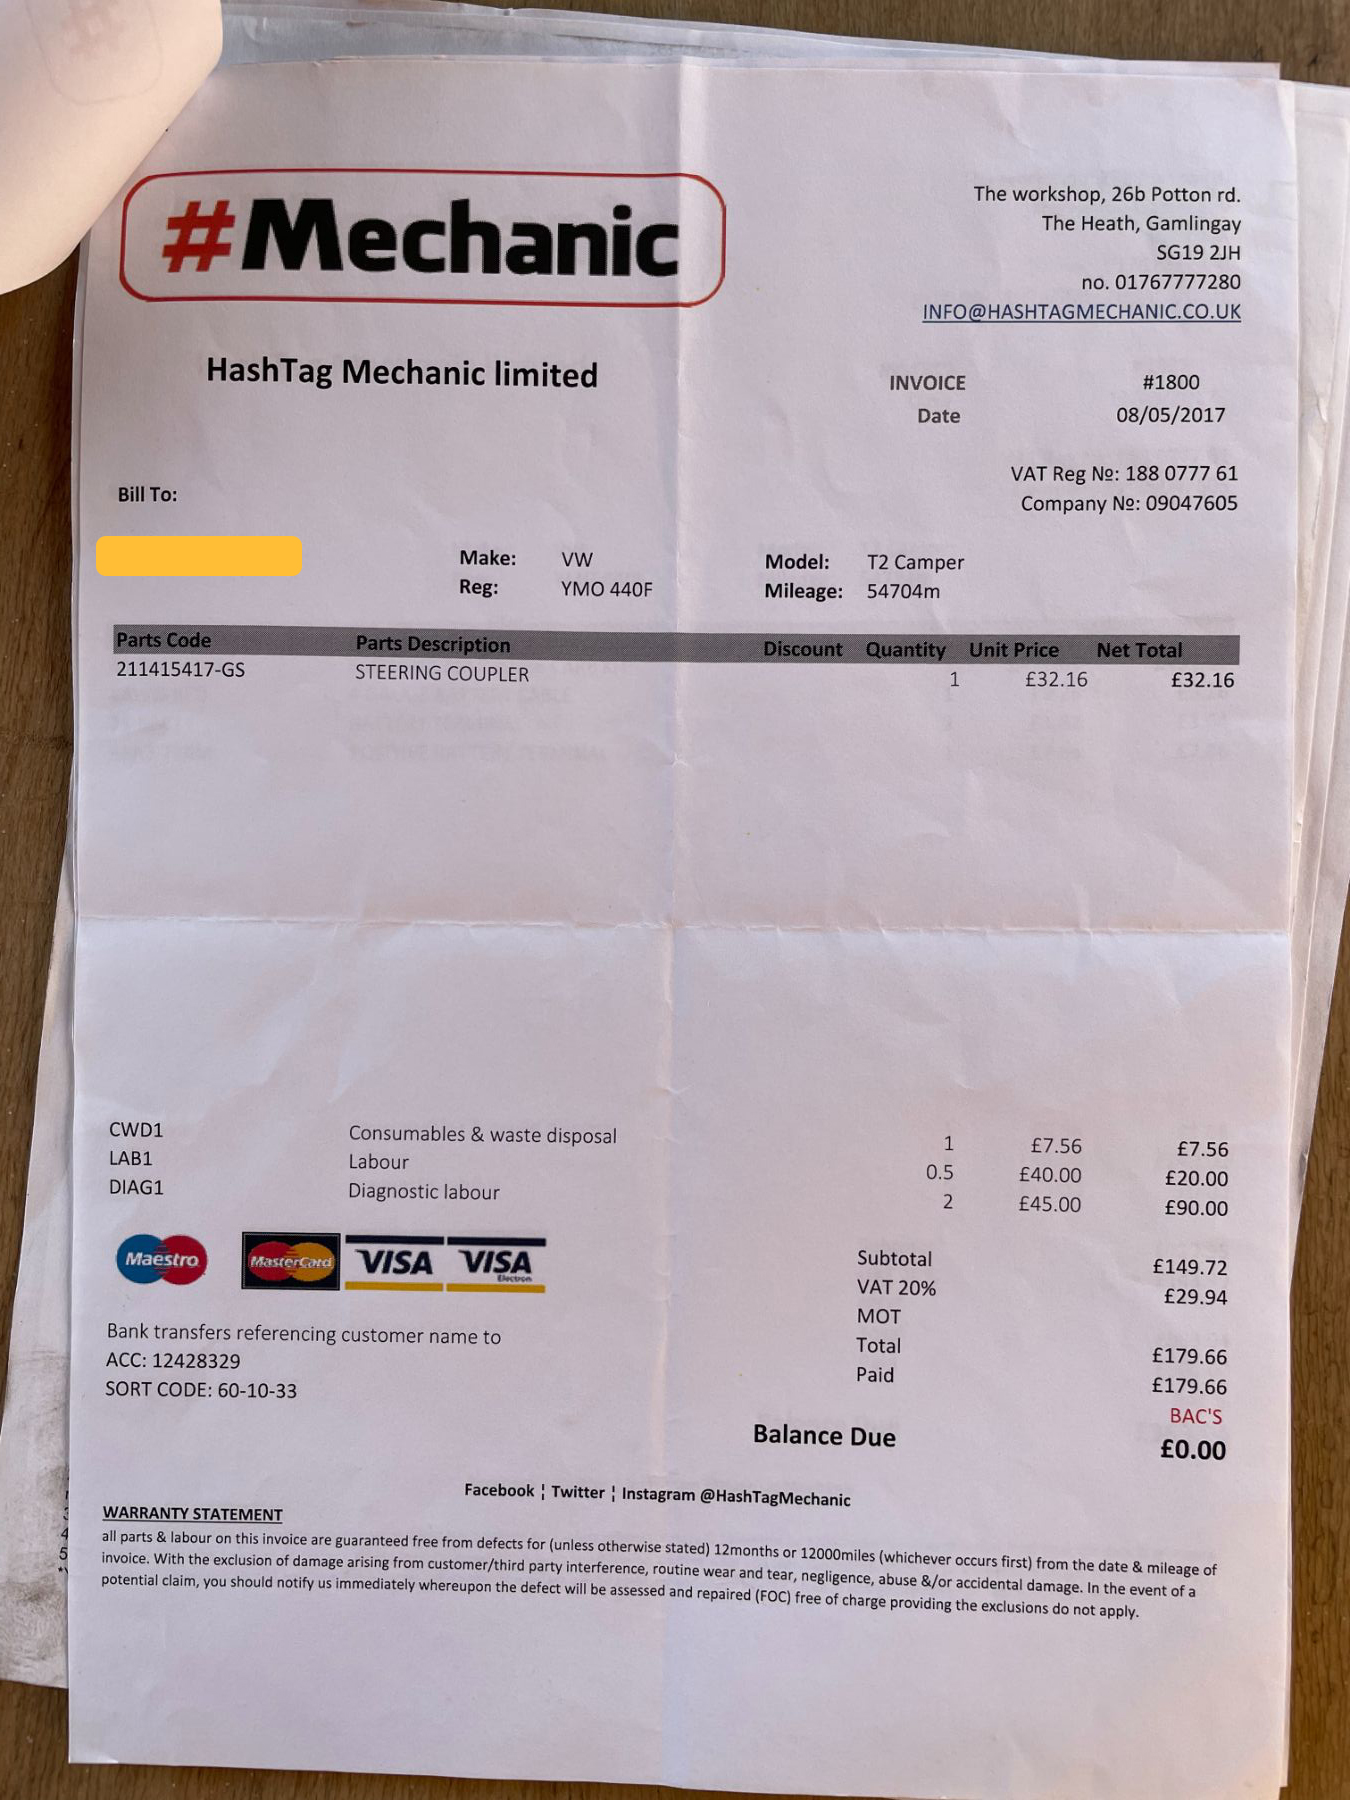 #Mechanic
The workshop, 26b Potton rd.
The Heath, Gamlingay
SG19 2JH
no. 01767777280
INFO@HASHTAGMECHANIC.CO.UK
HashTag Mechanic limited
INVOICE #1800
Date 08/05/2017
VAT Reg №: 188 0777 61
Company №: 09047605
Bill To:
Make: VW Model: T2 Camper
Reg: YMO 440F Mileage: 54704m
Parts Code Parts Description Discount Quantity Unit Price Net Total
211415417-GS STEERING COUPLER 1 £32.16 £32.16
CWD1 Consumables & waste disposal 1 £7.56 £7.56
LAB1 Labour 0.5 £40.00 £20.00
DIAG1 Diagnostic labour 2 £45.00 £90.00
Maestro MasterCard VISA VISA Electron
Subtotal £149.72
VAT 20% £29.94
MOT
Total £179.66
Paid £179.66
BAC'S
Balance Due £0.00
Bank transfers referencing customer name to
ACC: 12428329
SORT CODE: 60-10-33
Facebook ¦ Twitter ¦ Instagram @HashTagMechanic
WARRANTY STATEMENT
all parts & labour on this invoice are guaranteed free from defects for (unless otherwise stated) 12months or 12000miles (whichever occurs first) from the date & mileage of
invoice. With the exclusion of damage arising from customer/third party interference, routine wear and tear, negligence, abuse &/or accidental damage. In the event of a
potential claim, you should notify us immediately whereupon the defect will be assessed and repaired (FOC) free of charge providing the exclusions do not apply.